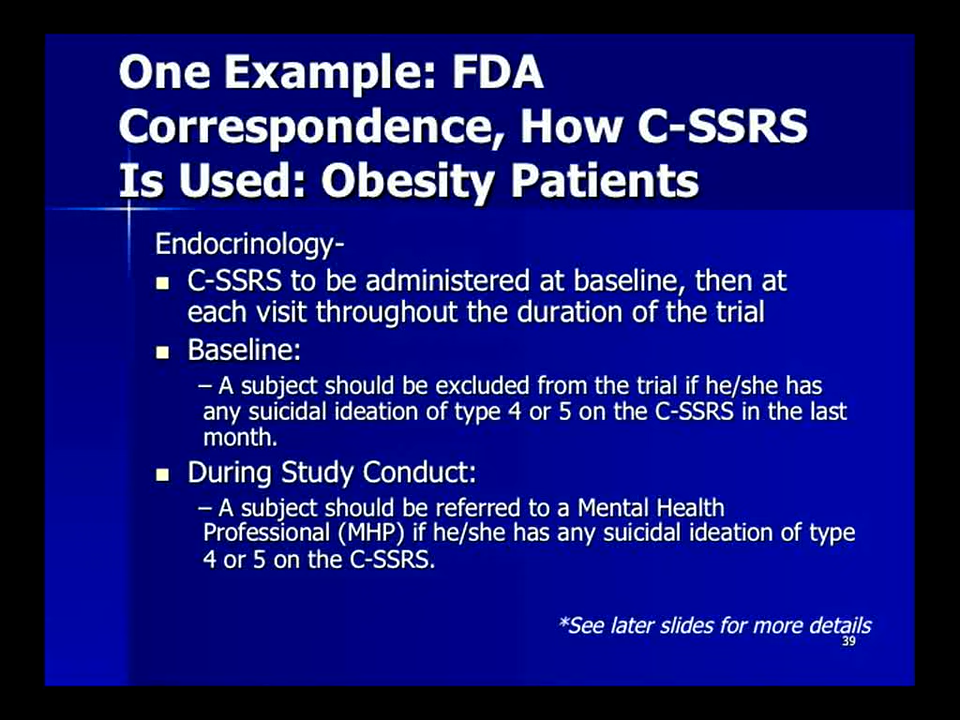 One Example: FDA
Correspondence, How C-SSRS
Is Used: Obesity Patients
Endocrinology-
■ C-SSRS to be administered at baseline, then at
each visit throughout the duration of the trial
■ Baseline:
– A subject should be excluded from the trial if he/she has
any suicidal ideation of type 4 or 5 on the C-SSRS in the last
month.
■ During Study Conduct:
– A subject should be referred to a Mental Health
Professional (MHP) if he/she has any suicidal ideation of type
4 or 5 on the C-SSRS.
*See later slides for more details
39